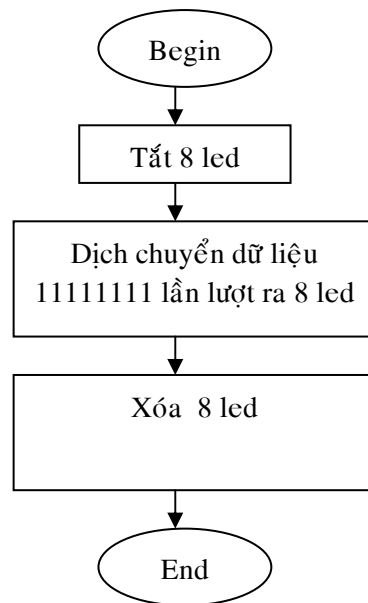 Begin
Tắt 8 led
Dịch chuyển dữ liệu
11111111 lần lượt ra 8 led
Xóa 8 led
End